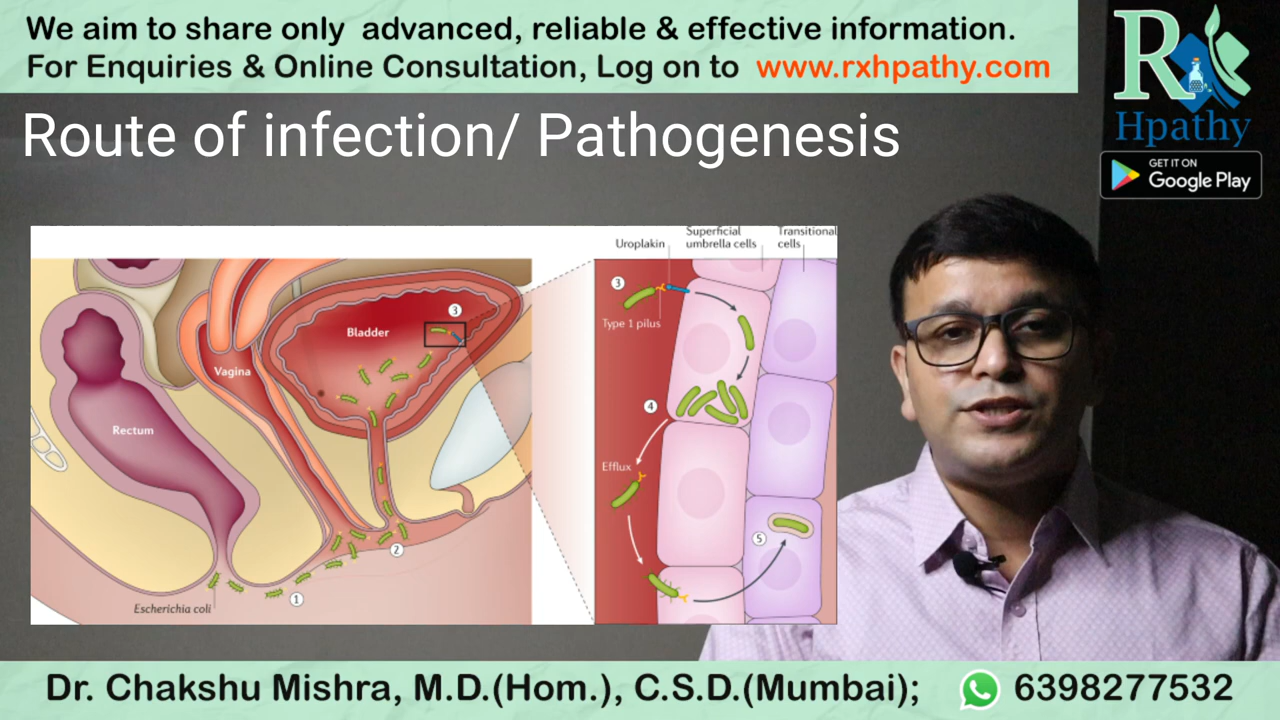 We aim to share only advanced, reliable & effective information.
For Enquiries & Online Consultation, Log on to www.rxhpathy.com
Rx
Hpathy
GET IT ON
Google Play
Route of infection/ Pathogenesis
Uroplakin
Superficial
umbrella cells
Transitional
cells
3
Bladder
Vagina
Rectum
2
1
Escherichia coli
3
Type 1 pilus
4
Efflux
5
Dr. Chakshu Mishra, M.D.(Hom.), C.S.D.(Mumbai);
6398277532